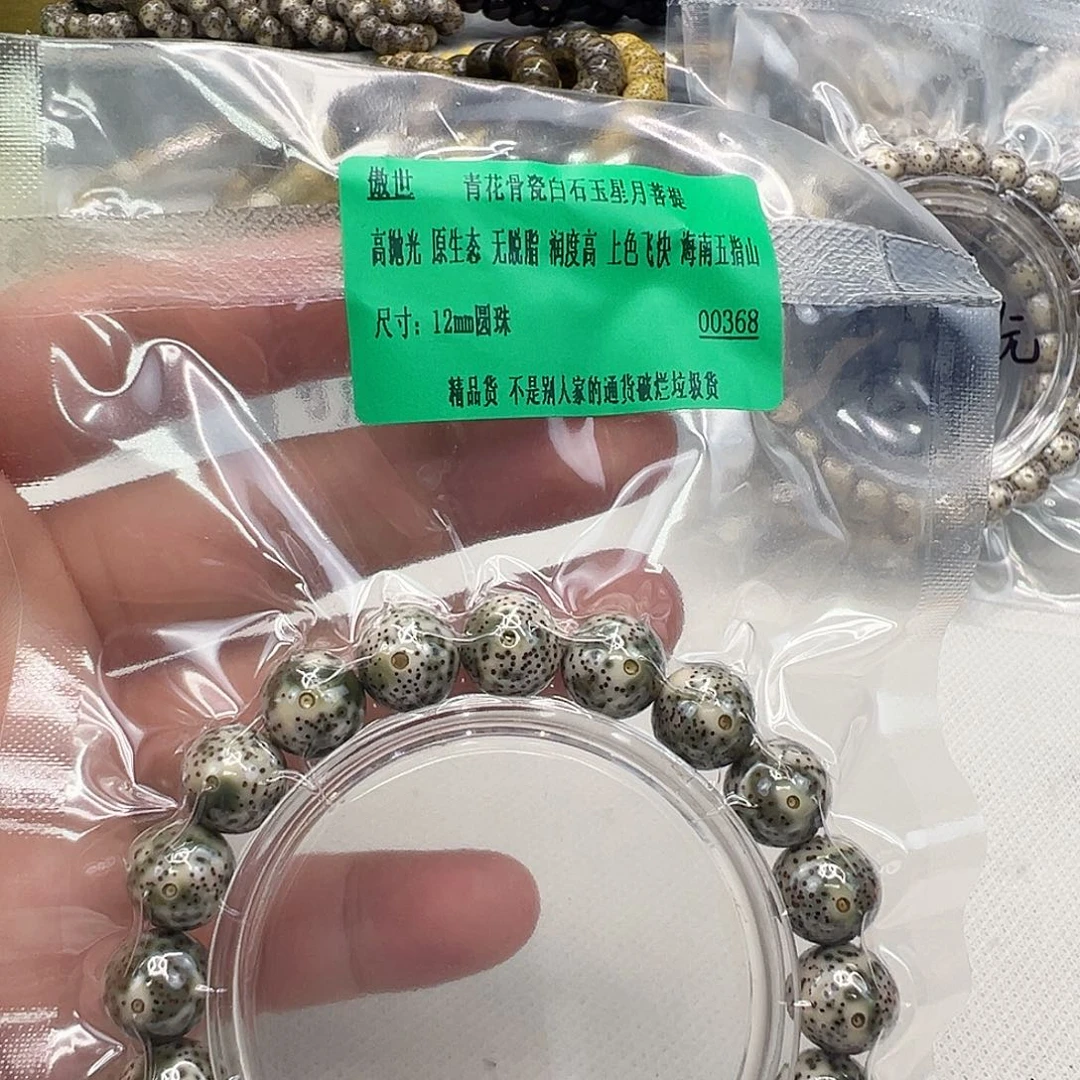 傲世 青花骨瓷白石玉星月菩提
高抛光 原生态 无脱脂 润度高 上色飞快 海南五指山
尺寸：12mm圆珠 00368
精品货 不是别人家的通货破烂垃圾货
元